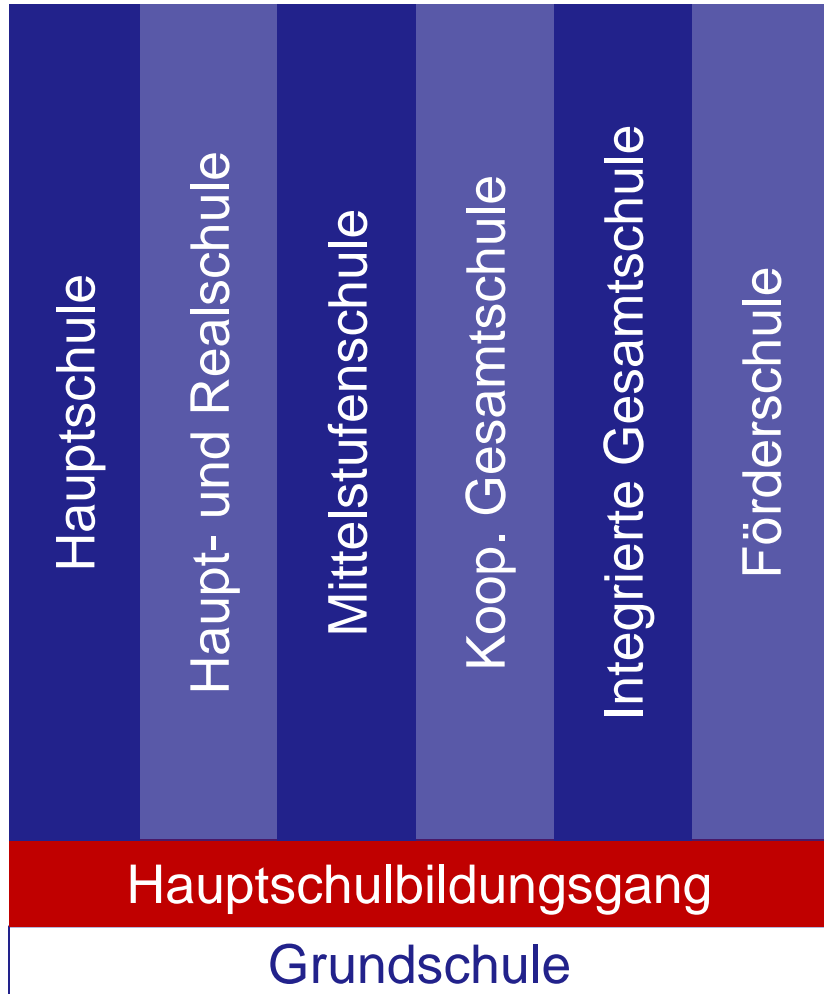 Hauptschule
Haupt- und Realschule
Mittelstufenschule
Koop. Gesamtschule
Integrierte Gesamtschule
Förderschule
Hauptschulbildungsgang
Grundschule